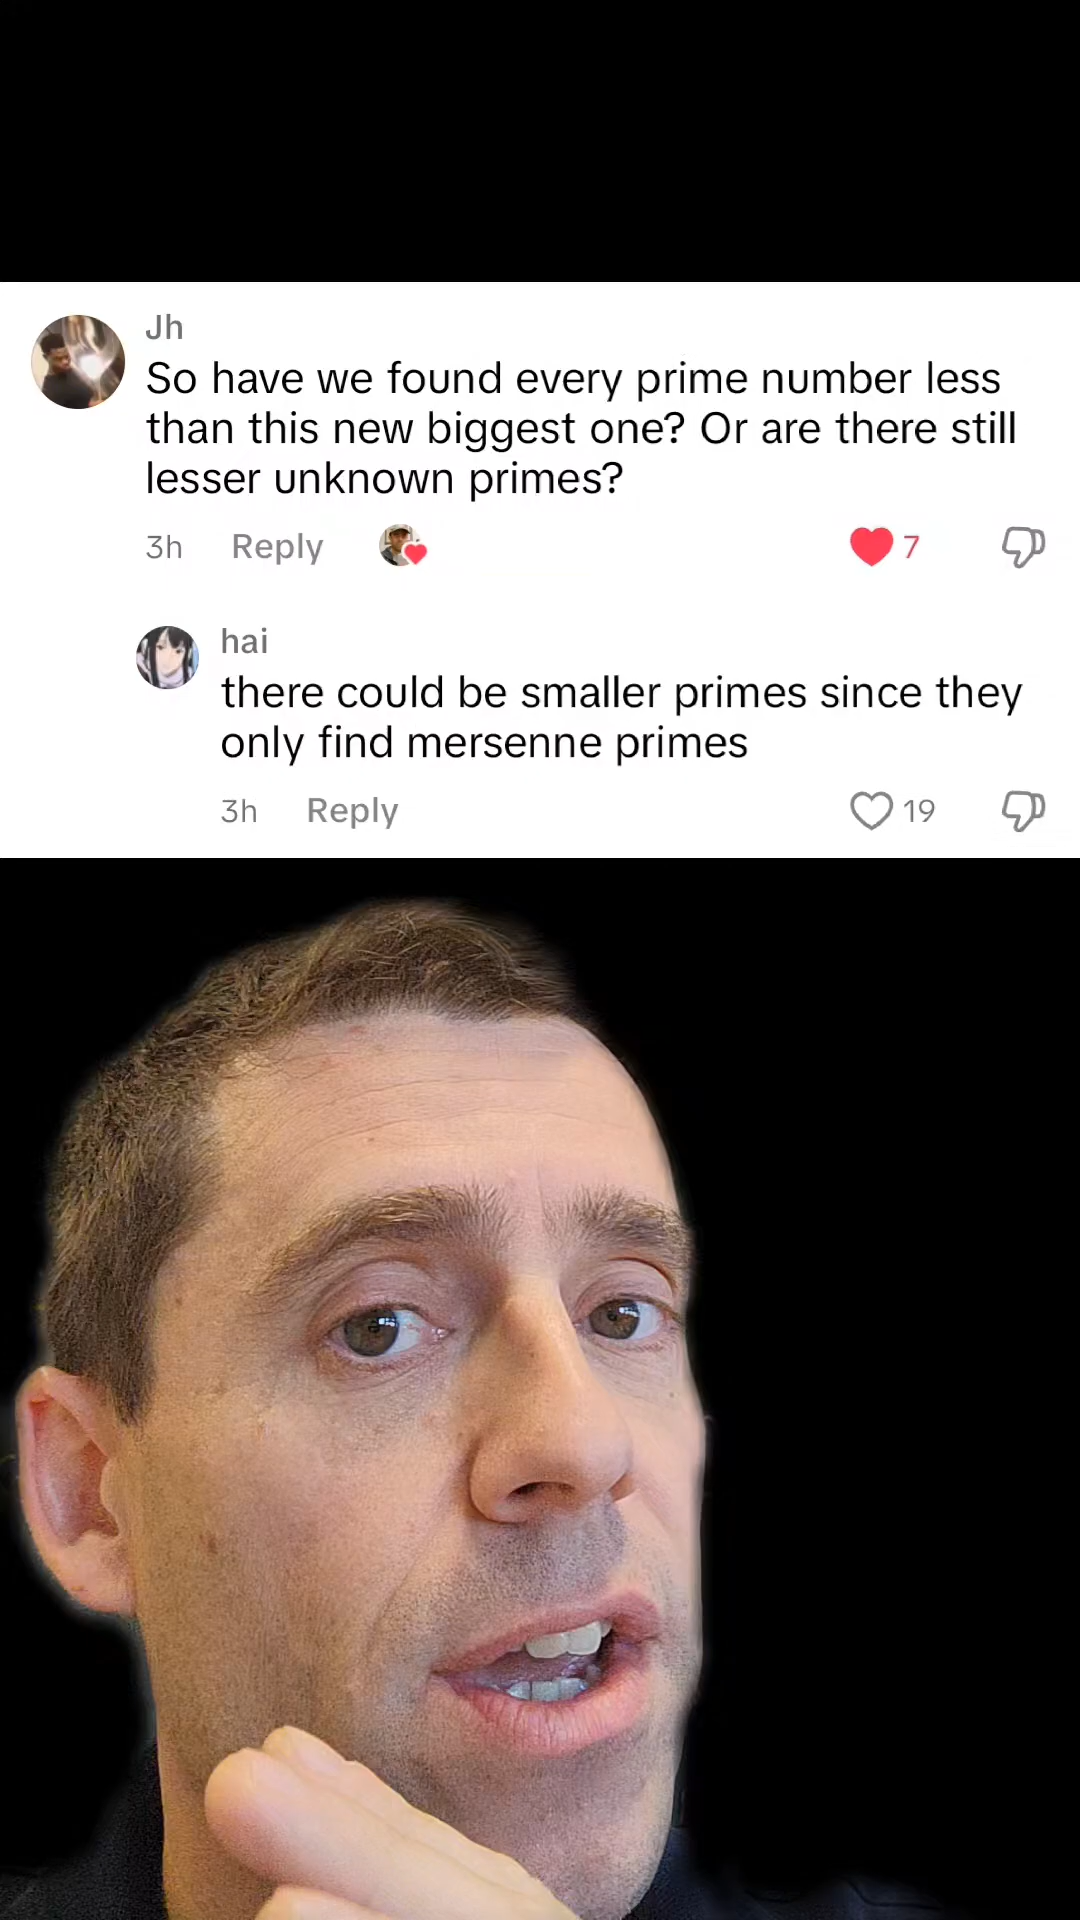 Jh
So have we found every prime number less
than this new biggest one? Or are there still
lesser unknown primes?
3h Reply 7
hai
there could be smaller primes since they
only find mersenne primes
3h Reply 19